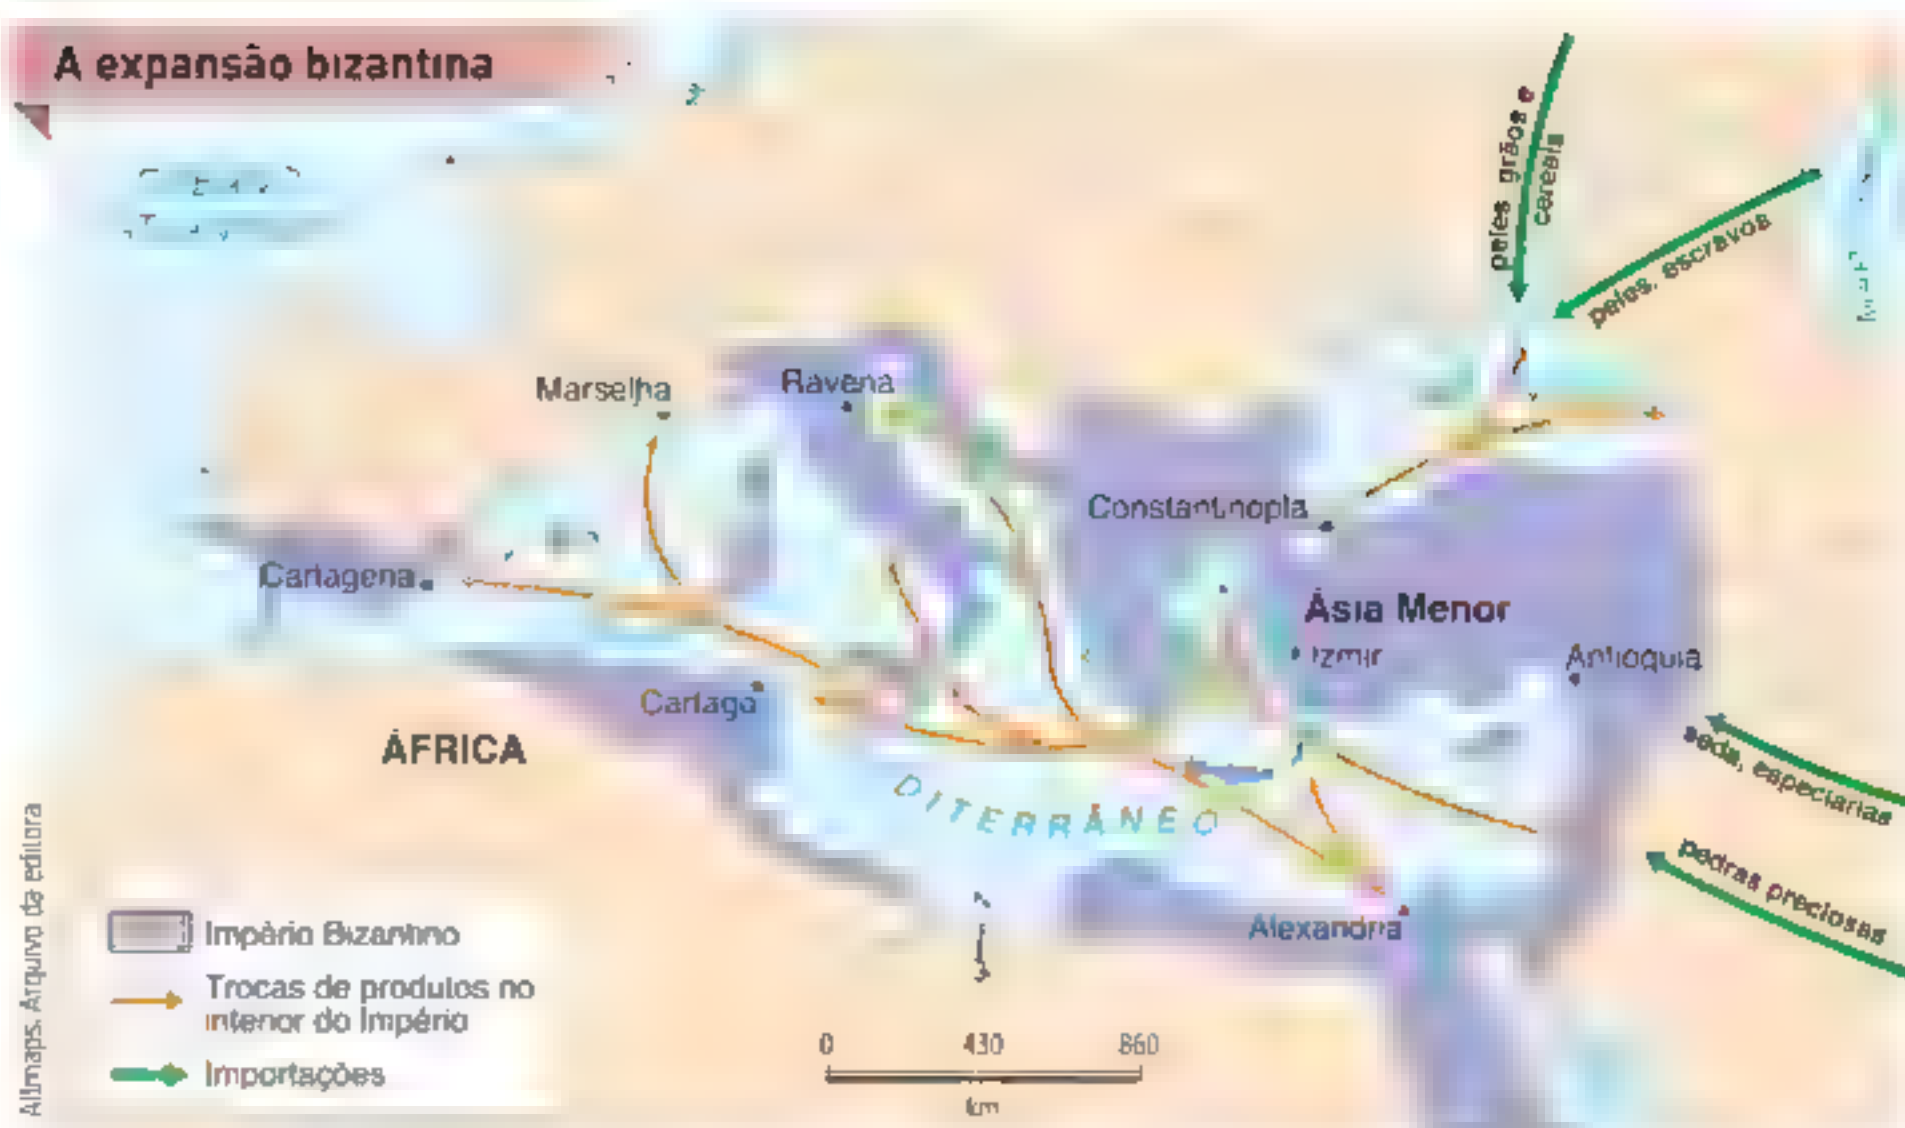 A expansão bizantina
peles grãos e
cereais
peles, escravos
Marselha
Ravena
Constantinopla
Cartagena
Ásia Menor
Izmir
Antioquia
Cartago
ÁFRICA
seda, especiarias
DITERRÂNEO
pedras preciosas
Alexandria
Império Bizantino
Trocas de produtos no
interior do Império
Importações
0 430 860
km
Allmaps. Arquivo da editora